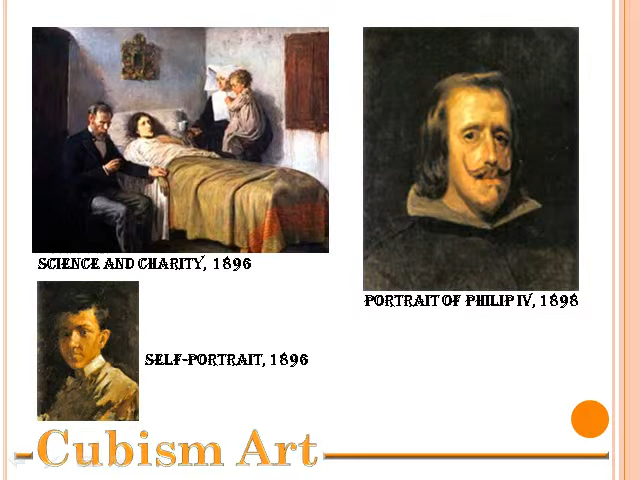 SCIENCE AND CHARITY, 1896
PORTRAIT OF PHILIP IV, 1898
SELF-PORTRAIT, 1896
Cubism Art